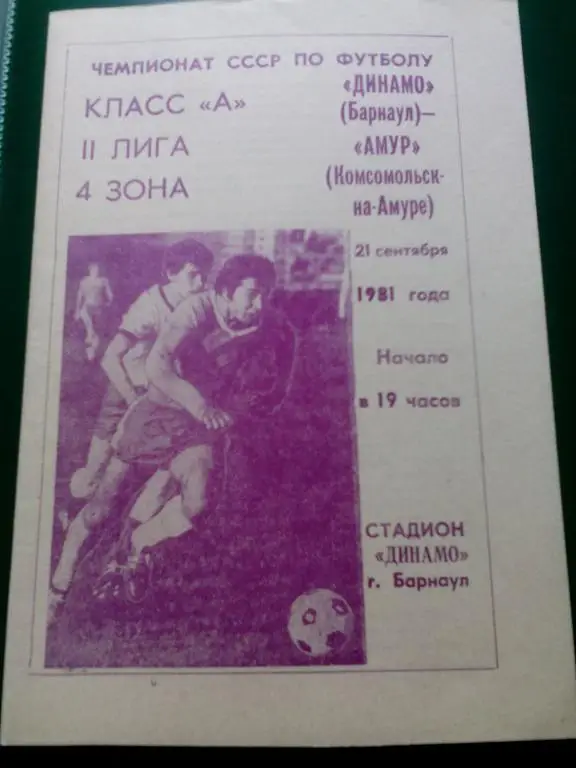 ЧЕМПИОНАТ СССР ПО ФУТБОЛУ
КЛАСС «А»
II ЛИГА
4 ЗОНА
«ДИНАМО»
(Барнаул)—
«АМУР»
(Комсомольск-
на-Амуре)
21 сентября
1981 года
Начало
в 19 часов
СТАДИОН
«ДИНАМО»
г. Барнаул